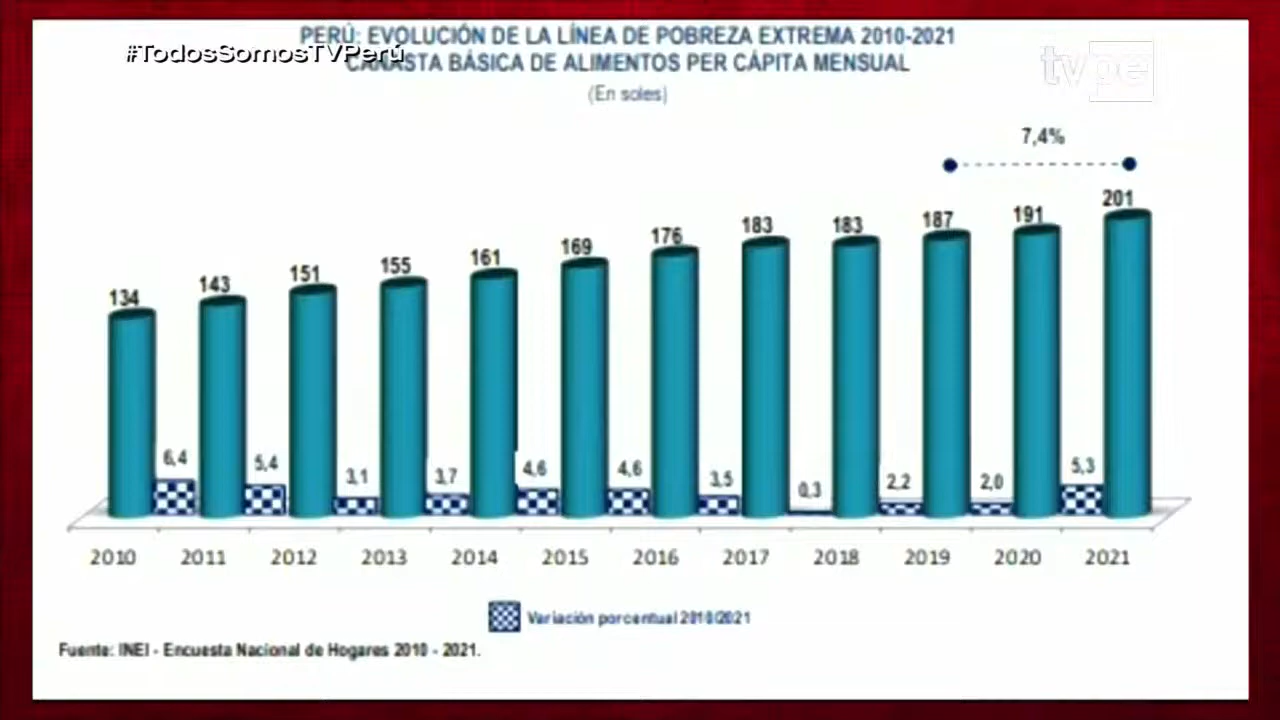 PERÚ: EVOLUCIÓN DE LA LÍNEA DE POBREZA EXTREMA 2010-2021
#TodosSomosTVPerú
CANASTA BÁSICA DE ALIMENTOS PER CÁPITA MENSUAL
tvpe
(En soles)
7,4%
134 143 151 155 161 169 176 183 183 187 191 201
6,4 5,4 3,1 3,7 4,6 4,6 3,5 0,3 2,2 2,0 5,3
2010 2011 2012 2013 2014 2015 2016 2017 2018 2019 2020 2021
Variación porcentual 2010/2021
Fuente: INEI - Encuesta Nacional de Hogares 2010 - 2021.